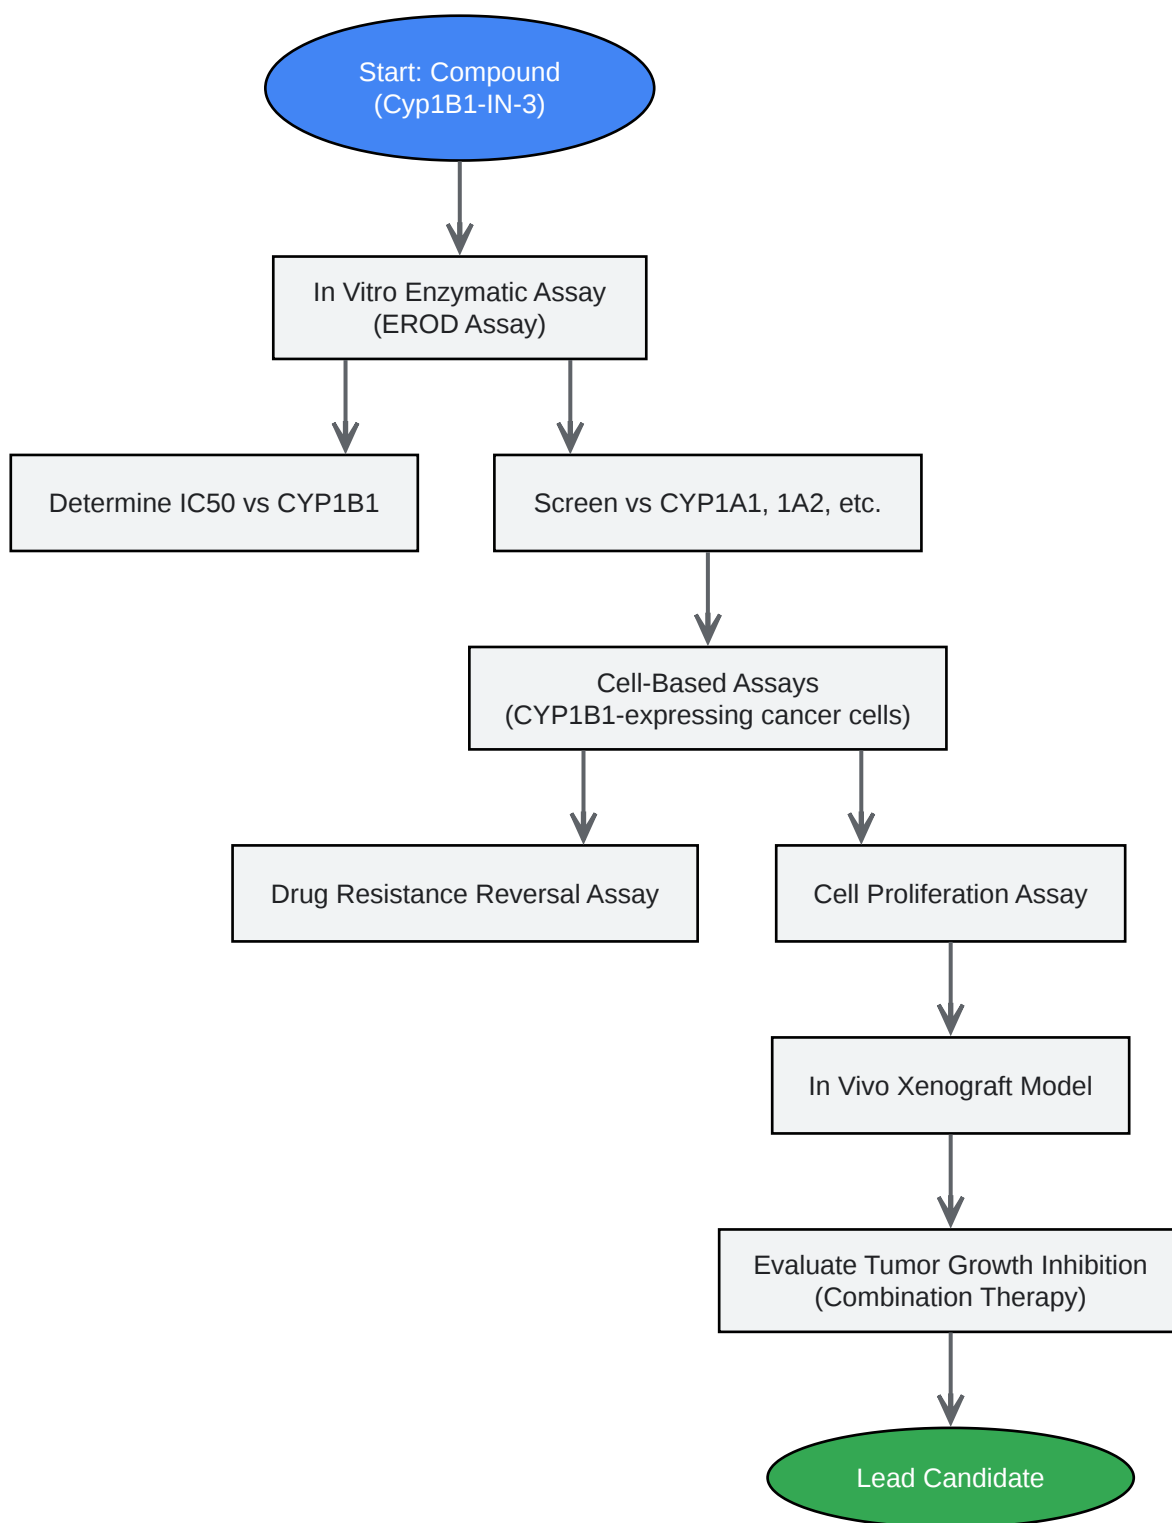 Start: Compound
(Cyp1B1-IN-3)
In Vitro Enzymatic Assay
(EROD Assay)
Determine IC50 vs CYP1B1
Screen vs CYP1A1, 1A2, etc.
Cell-Based Assays
(CYP1B1-expressing cancer cells)
Drug Resistance Reversal Assay
Cell Proliferation Assay
In Vivo Xenograft Model
Evaluate Tumor Growth Inhibition
(Combination Therapy)
Lead Candidate